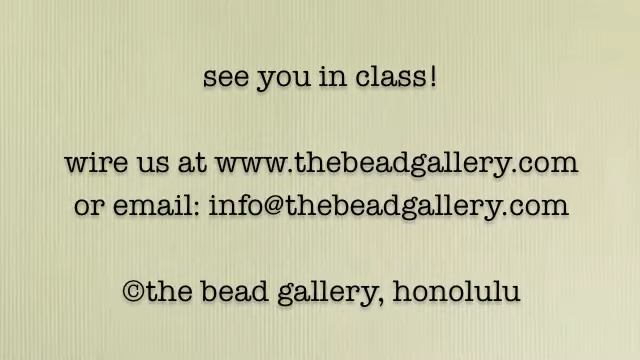 see you in class!
wire us at www.thebeadgallery.com
or email: info@thebeadgallery.com
©the bead gallery, honolulu